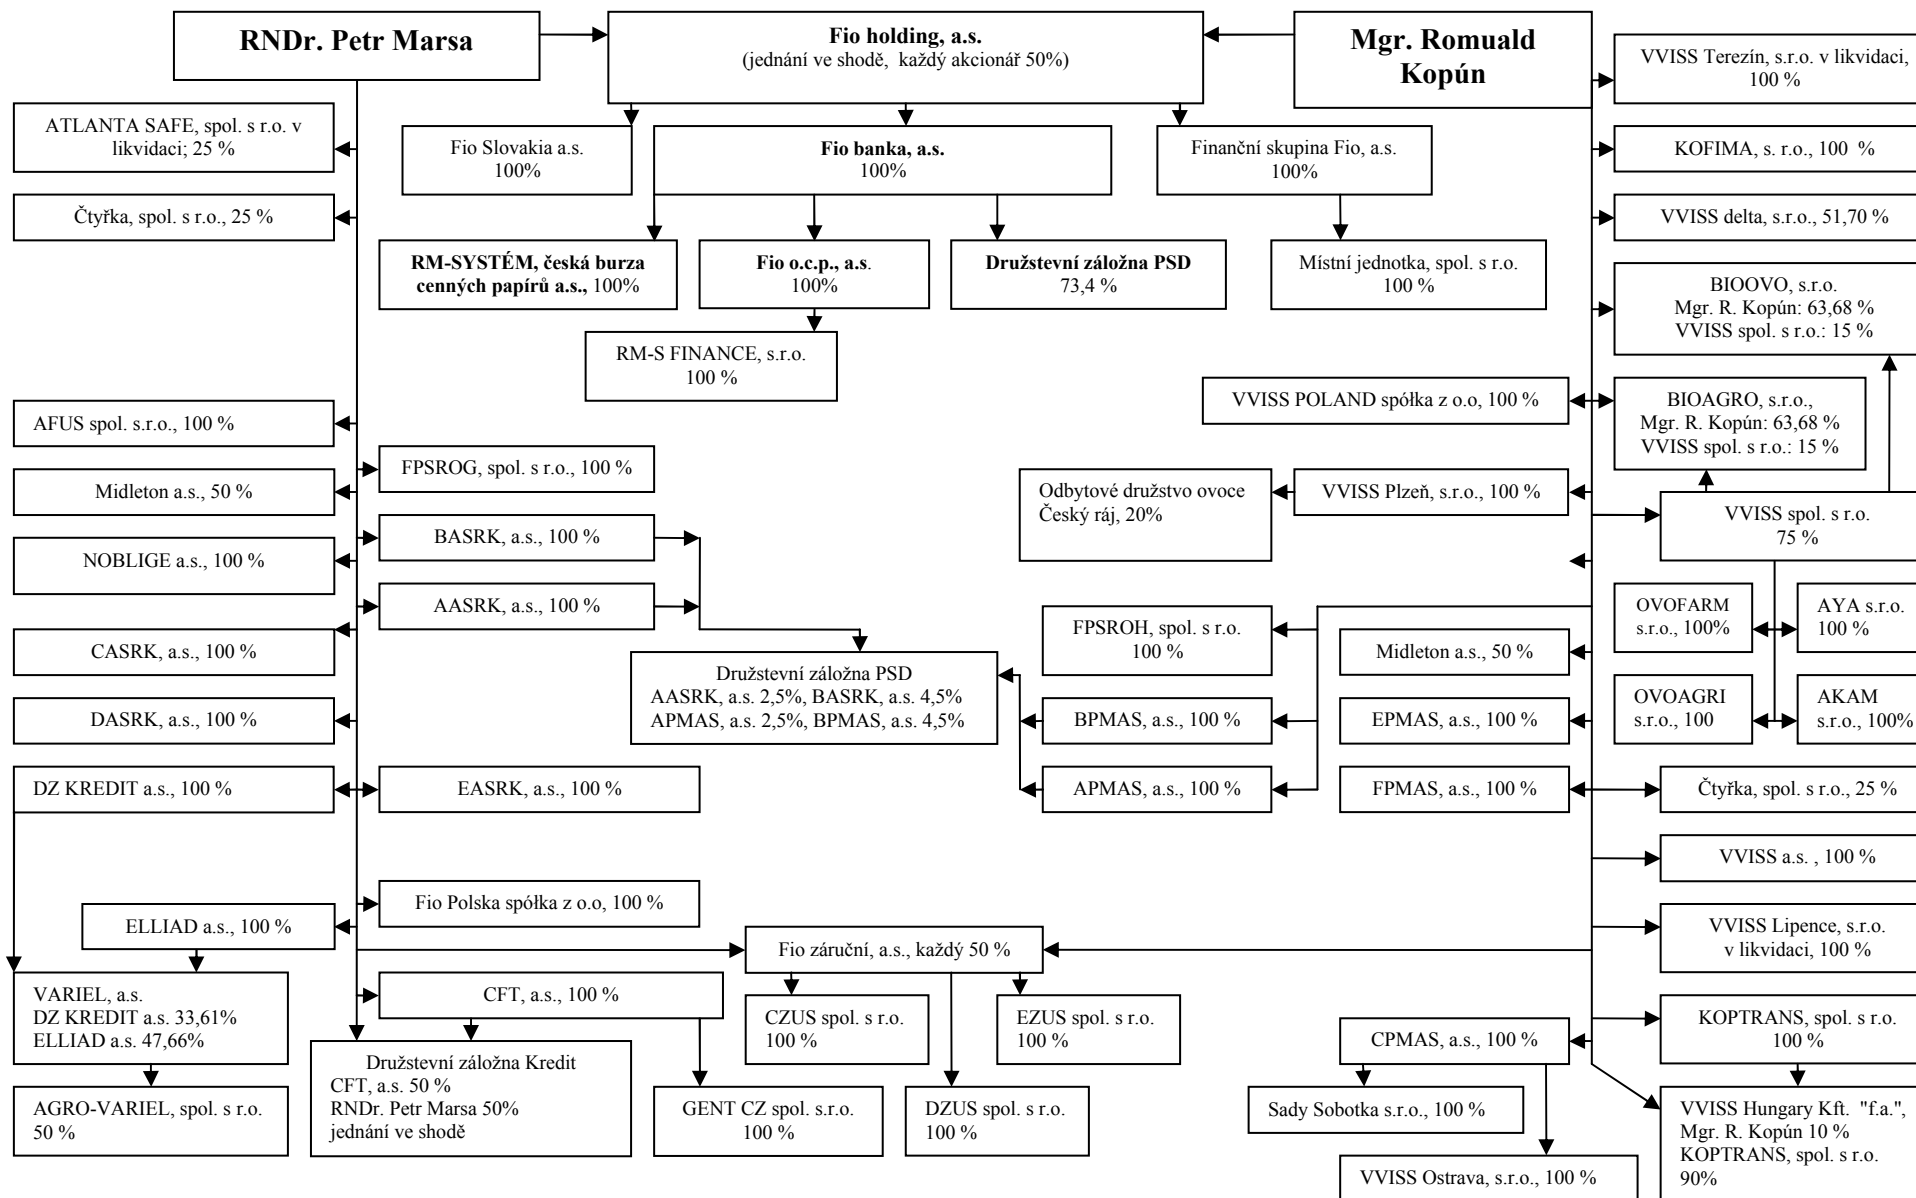 RNDr. Petr Marsa
Fio holding, a.s.
(jednání ve shodě, každý akcionář 50%)
Mgr. Romuald
Kopún
VVISS Terezín, s.r.o. v likvidaci,
100 %
ATLANTA SAFE, spol. s r.o. v
likvidaci; 25 %
Fio Slovakia a.s.
100%
Fio banka, a.s.
100%
Finanční skupina Fio, a.s.
100%
KOFIMA, s. r.o., 100 %
Čtyřka, spol. s r.o., 25 %
VVISS delta, s.r.o., 51,70 %
RM-SYSTÉM, česká burza
cenných papírů a.s., 100%
Fio o.c.p., a.s.
100%
Družstevní záložna PSD
73,4 %
Místní jednotka, spol. s r.o.
100 %
BIOOVO, s.r.o.
Mgr. R. Kopún: 63,68 %
VVISS spol. s r.o.: 15 %
RM-S FINANCE, s.r.o.
100 %
VVISS POLAND spółka z o.o, 100 %
BIOAGRO, s.r.o.,
Mgr. R. Kopún: 63,68 %
VVISS spol. s r.o.: 15 %
AFUS spol. s.r.o., 100 %
FPSROG, spol. s r.o., 100 %
Midleton a.s., 50 %
Odbytové družstvo ovoce
Český ráj, 20%
VVISS Plzeň, s.r.o., 100 %
VVISS spol. s r.o.
75 %
BASRK, a.s., 100 %
NOBLIGE a.s., 100 %
AASRK, a.s., 100 %
OVOFARM
s.r.o., 100%
AYA s.r.o.
100 %
FPSROH, spol. s r.o.
100 %
Midleton a.s., 50 %
CASRK, a.s., 100 %
Družstevní záložna PSD
AASRK, a.s. 2,5%, BASRK, a.s. 4,5%
APMAS, a.s. 2,5%, BPMAS, a.s. 4,5%
OVOAGRI
s.r.o., 100
AKAM
s.r.o., 100%
DASRK, a.s., 100 %
BPMAS, a.s., 100 %
EPMAS, a.s., 100 %
DZ KREDIT a.s., 100 %
EASRK, a.s., 100 %
APMAS, a.s., 100 %
FPMAS, a.s., 100 %
Čtyřka, spol. s r.o., 25 %
VVISS a.s. , 100 %
Fio Polska spółka z o.o, 100 %
ELLIAD a.s., 100 %
Fio záruční, a.s., každý 50 %
VVISS Lipence, s.r.o.
v likvidaci, 100 %
VARIEL, a.s.
DZ KREDIT a.s. 33,61%
ELLIAD a.s. 47,66%
CFT, a.s., 100 %
CZUS spol. s r.o.
100 %
EZUS spol. s r.o.
100 %
CPMAS, a.s., 100 %
KOPTRANS, spol. s r.o.
100 %
Družstevní záložna Kredit
CFT, a.s. 50 %
RNDr. Petr Marsa 50%
jednání ve shodě
AGRO-VARIEL, spol. s r.o.
50 %
GENT CZ spol. s.r.o.
100 %
DZUS spol. s r.o.
100 %
Sady Sobotka s.r.o., 100 %
VVISS Hungary Kft. "f.a.",
Mgr. R. Kopún 10 %
KOPTRANS, spol. s r.o.
90%
VVISS Ostrava, s.r.o., 100 %